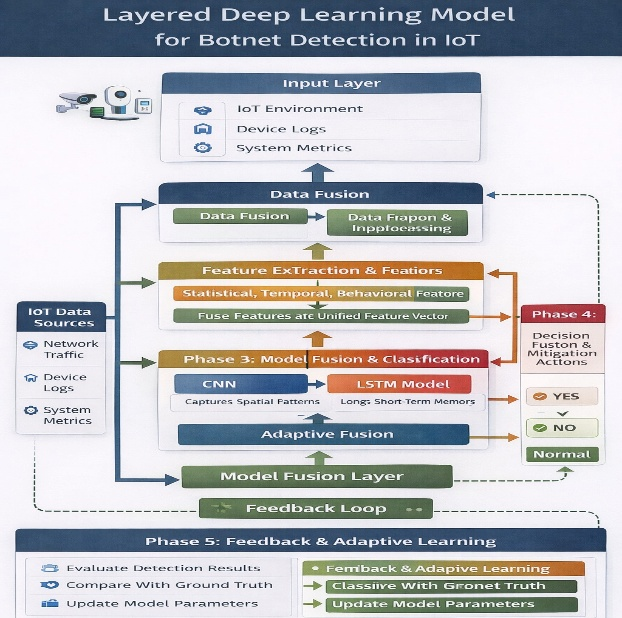 Layered Deep Learning Model
for Botnet Detection in IoT
Input Layer
IoT Environment
Device Logs
System Metrics
Data Fusion
Data Fusion
Data Frapon &
Inpplocassing
Feature ExTraction & Featiors
Statistical, Temporal, Behavioral Featore
Fuse Features atc Unified Feature Vector
IoT Data
Sources
Network
Traffic
Device
Logs
System
Metrics
Phase 3: Model Fusion & Clasification
CNN
LSTM Model
Captures Spatial Patterns
Longs Short-Term Memors
Adaptive Fusion
Model Fusion Layer
Feedback Loop
Phase 4:
Decision
Fuston &
Mitigation
Acttons
YES
NO
Normal
Phase 5: Feedback & Adaptive Learning
Evaluate Detection Results
Compare With Ground Truth
Update Model Parameters
Femback & Adapive Learning
Classire With Gronet Truth
Update Model Parameters